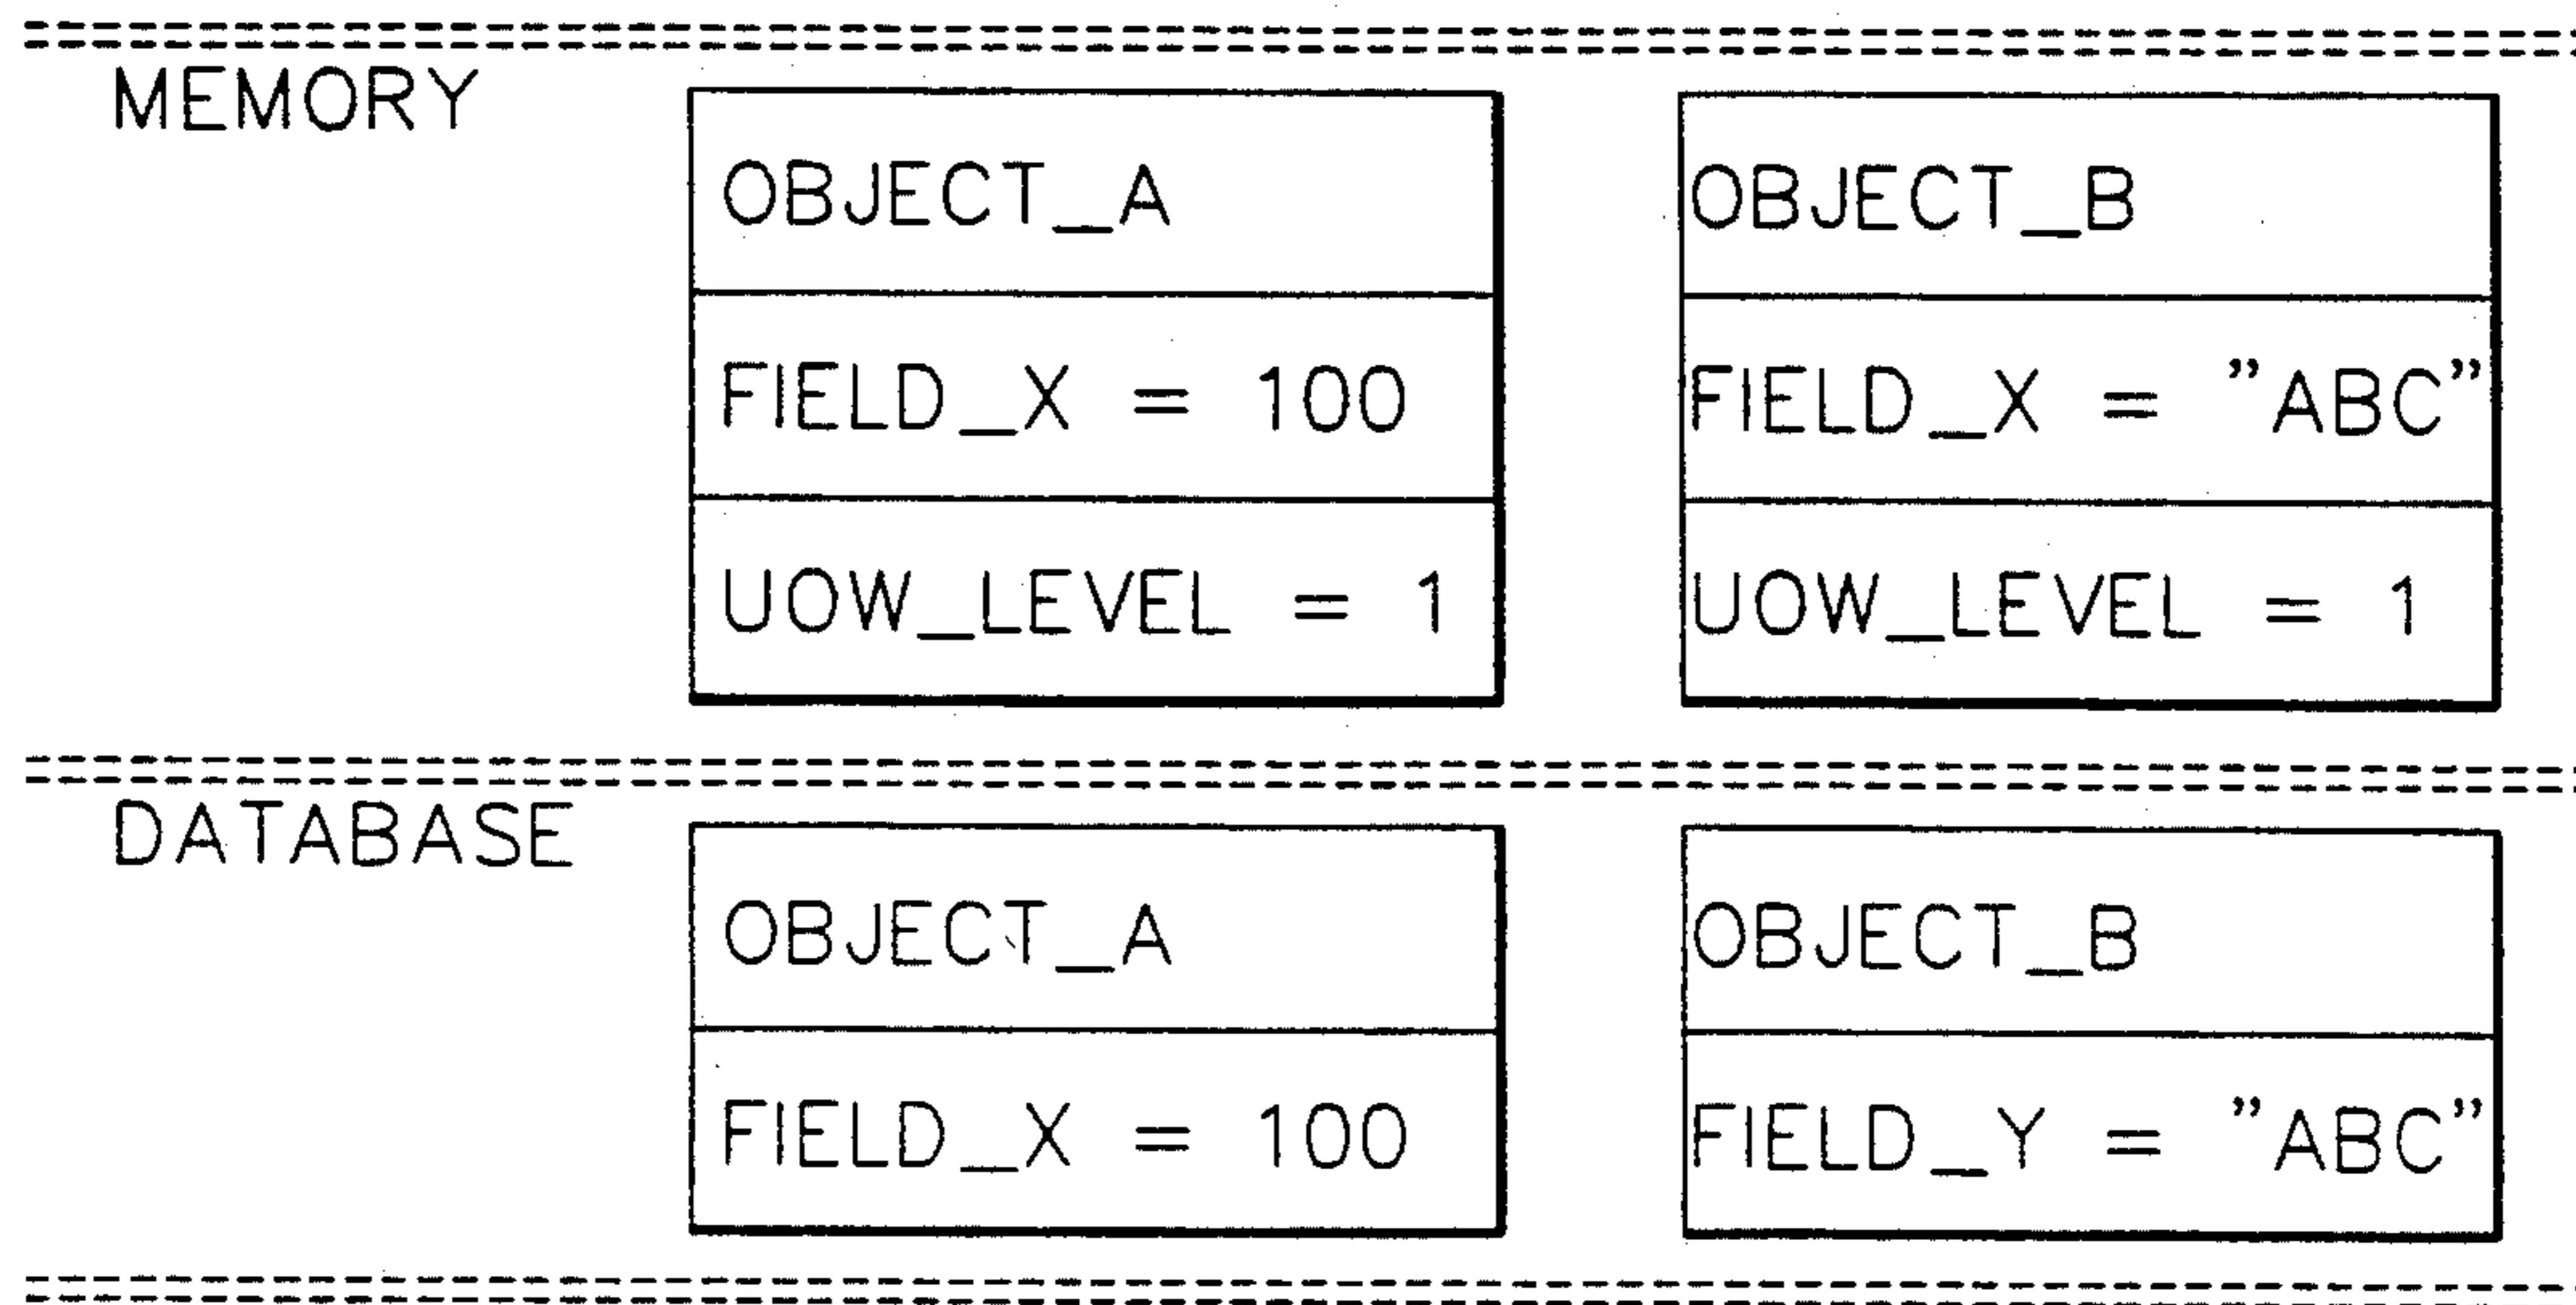 MEMORY
OBJECT_A
FIELD_X = 100
UOW_LEVEL = 1
OBJECT_B
FIELD_X = ”ABC”
UOW_LEVEL = 1
DATABASE
OBJECT_A
FIELD_X = 100
OBJECT_B
FIELD_Y = ”ABC”